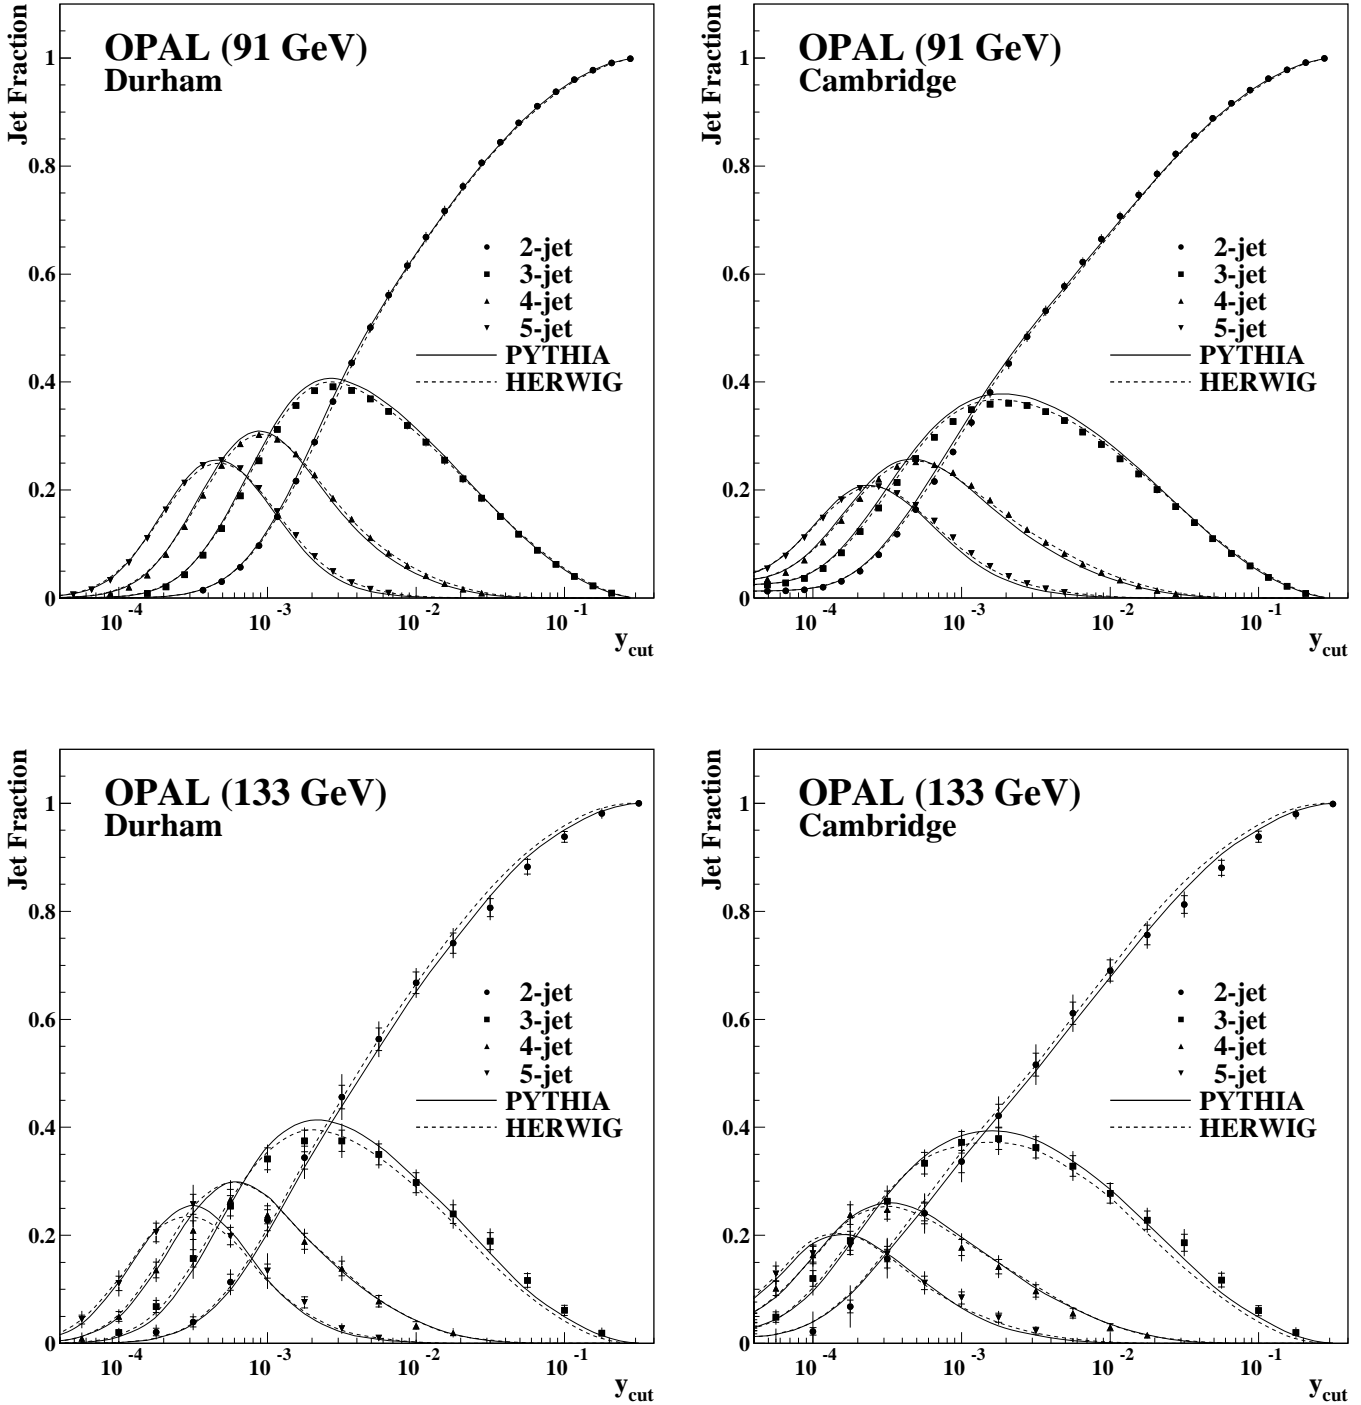 OPAL (91 GeV)
Durham
Jet Fraction
1
0.8
0.6
0.4
0.2
0
2-jet
3-jet
4-jet
5-jet
PYTHIA
HERWIG
10^-4
10^-3
10^-2
10^-1
y_cut
OPAL (91 GeV)
Cambridge
Jet Fraction
1
0.8
0.6
0.4
0.2
0
2-jet
3-jet
4-jet
5-jet
PYTHIA
HERWIG
10^-4
10^-3
10^-2
10^-1
y_cut
OPAL (133 GeV)
Durham
Jet Fraction
1
0.8
0.6
0.4
0.2
0
2-jet
3-jet
4-jet
5-jet
PYTHIA
HERWIG
10^-4
10^-3
10^-2
10^-1
y_cut
OPAL (133 GeV)
Cambridge
Jet Fraction
1
0.8
0.6
0.4
0.2
0
2-jet
3-jet
4-jet
5-jet
PYTHIA
HERWIG
10^-4
10^-3
10^-2
10^-1
y_cut